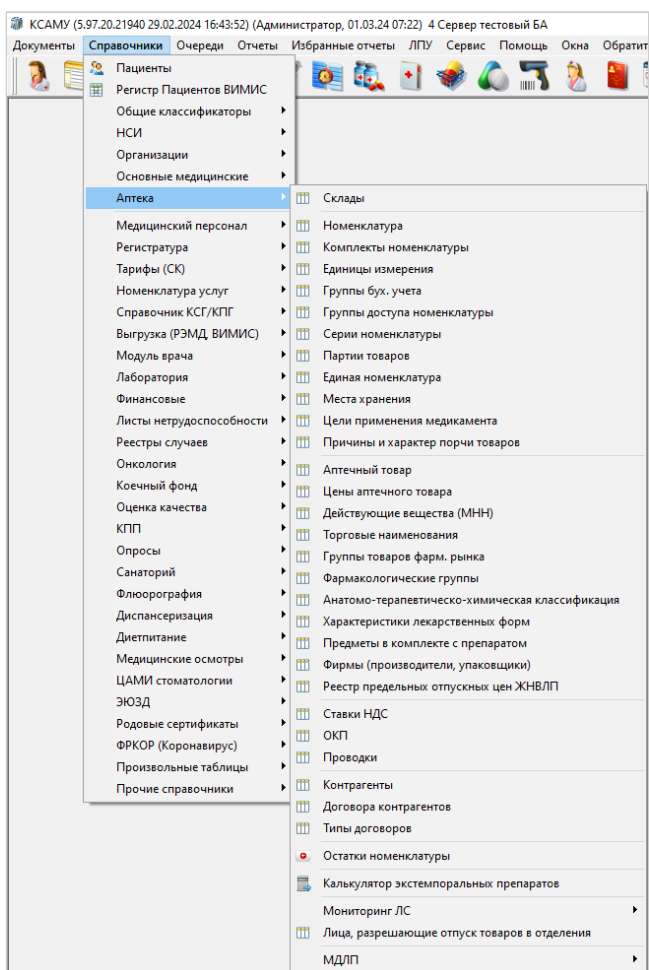 КСАМУ (5.97.20.21940 29.02.2024 16:43:52) (Администратор, 01.03.24 07:22) 4 Сервер тестовый БА
Документы Справочники Очереди Отчеты Избранные отчеты ЛПУ Сервис Помощь Окна Обратит
Пациенты
Регистр Пациентов ВИМИС
Общие классификаторы
НСИ
Организации
Основные медицинские
Аптека
Медицинский персонал
Регистратура
Тарифы (СК)
Номенклатура услуг
Справочник КСГ/КПГ
Выгрузка (РЭМД, ВИМИС)
Модуль врача
Лаборатория
Финансовые
Листы нетрудоспособности
Реестры случаев
Онкология
Коечный фонд
Оценка качества
КПП
Опросы
Санаторий
Флюорография
Диспансеризация
Диетпитание
Медицинские осмотры
ЦАМИ стоматологии
ЭЮЗД
Родовые сертификаты
ФРКОР (Коронавирус)
Произвольные таблицы
Прочие справочники
Склады
Номенклатура
Комплекты номенклатуры
Единицы измерения
Группы бух. учета
Группы доступа номенклатуры
Серии номенклатуры
Партии товаров
Единая номенклатура
Места хранения
Цели применения медикамента
Причины и характер порчи товаров
Аптечный товар
Цены аптечного товара
Действующие вещества (МНН)
Торговые наименования
Группы товаров фарм. рынка
Фармакологические группы
Анатомо-терапевтическо-химическая классификация
Характеристики лекарственных форм
Предметы в комплекте с препаратом
Фирмы (производители, упаковщики)
Реестр предельных отпускных цен ЖНВЛП
Ставки НДС
ОКП
Проводки
Контрагенты
Договора контрагентов
Типы договоров
Остатки номенклатуры
Калькулятор экстемпоральных препаратов
Мониторинг ЛС
Лица, разрешающие отпуск товаров в отделения
МДЛП